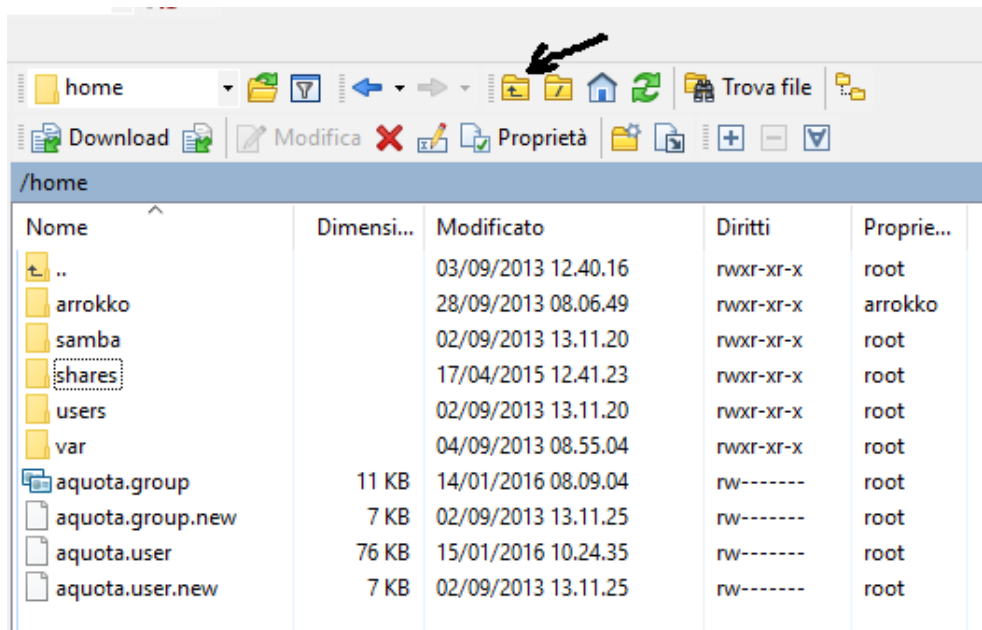 home Trova file
Download Modifica Proprietà
/home
Nome Dimensi... Modificato Diritti Proprie...
.. 03/09/2013 12.40.16 rwxr-xr-x root
arrokko 28/09/2013 08.06.49 rwxr-xr-x arrokko
samba 02/09/2013 13.11.20 rwxr-xr-x root
shares 17/04/2015 12.41.23 rwxr-xr-x root
users 02/09/2013 13.11.20 rwxr-xr-x root
var 04/09/2013 08.55.04 rwxr-xr-x root
aquota.group 11 KB 14/01/2016 08.09.04 rw------- root
aquota.group.new 7 KB 02/09/2013 13.11.25 rw------- root
aquota.user 76 KB 15/01/2016 10.24.35 rw------- root
aquota.user.new 7 KB 02/09/2013 13.11.25 rw------- root